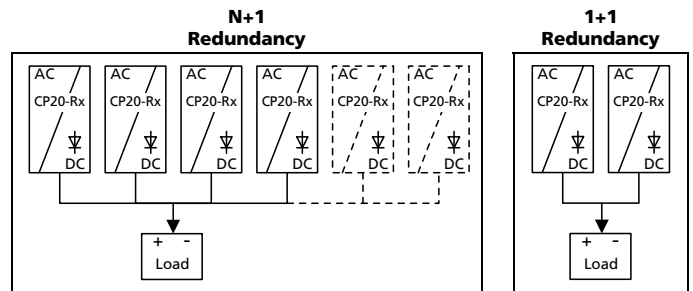 N+1
Redundancy
AC AC AC AC AC AC
CP20-Rx CP20-Rx CP20-Rx CP20-Rx CP20-Rx CP20-Rx
DC DC DC DC DC DC
+ -
Load
1+1
Redundancy
AC AC
CP20-Rx CP20-Rx
DC DC
+ -
Load